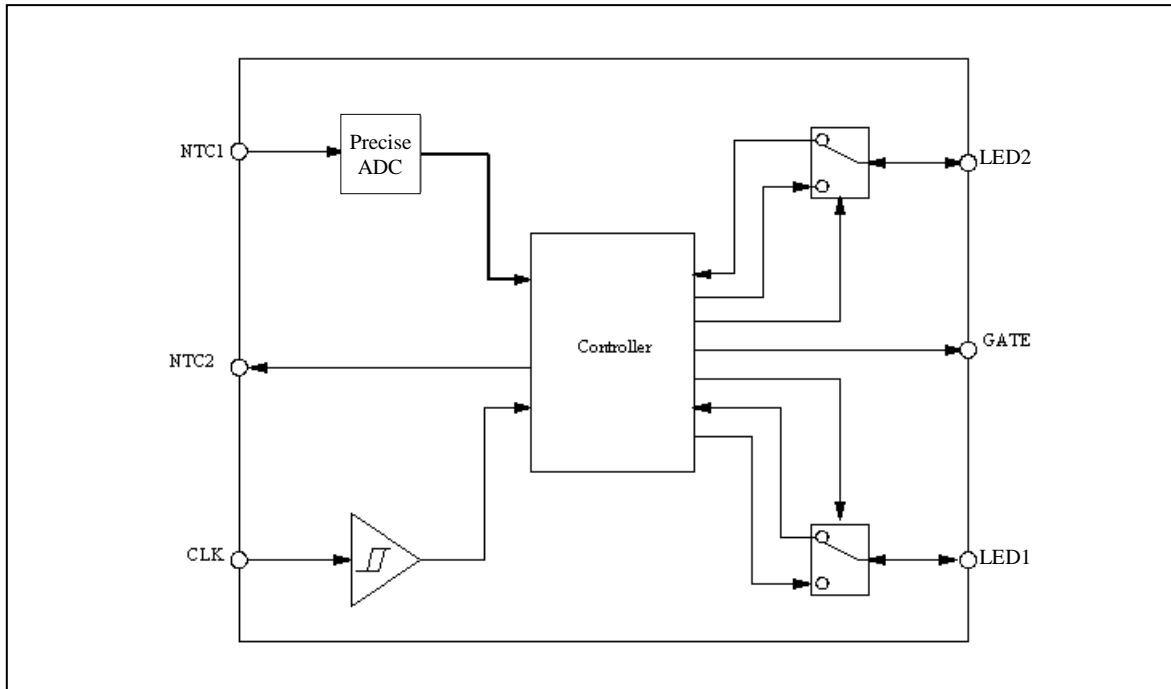 NTC1
Precise
ADC
LED2
NTC2
Controller
GATE
CLK
LED1